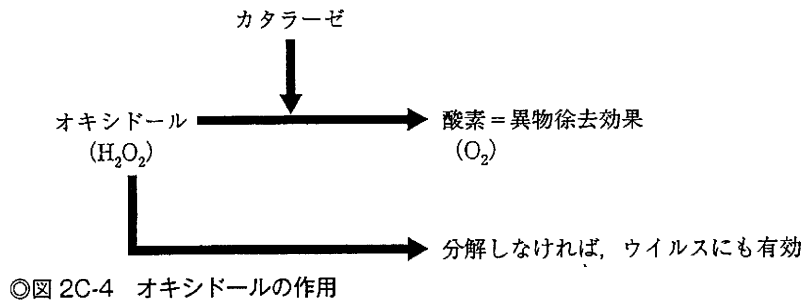 カタラーゼ
オキシドール
(H₂O₂)
酸素＝異物徐去効果
(O₂)
分解しなければ，ウイルスにも有効
◎図 2C-4　オキシドールの作用